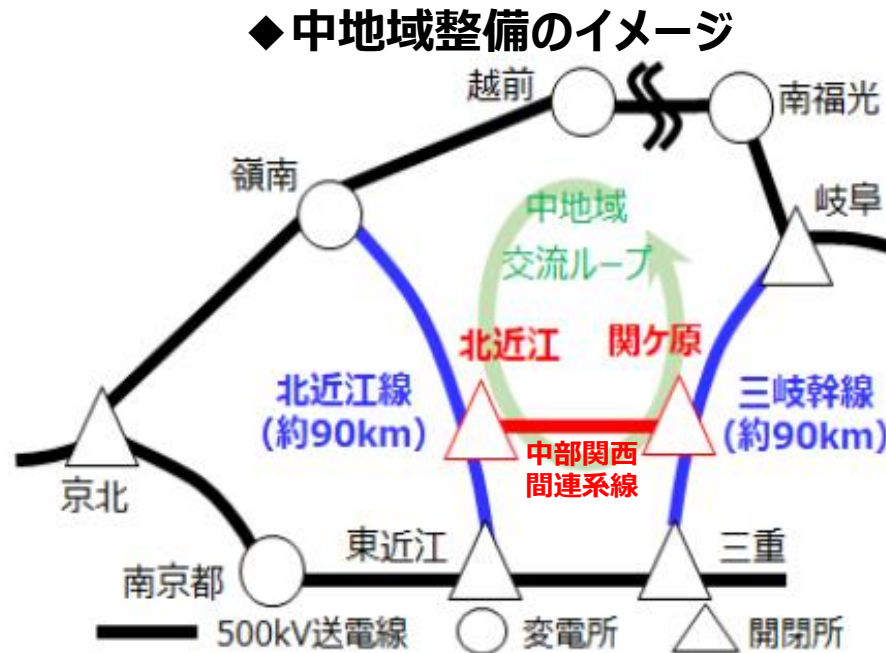 ◆中地域整備のイメージ
越前
南福光
嶺南
岐阜
中地域
交流ループ
北近江
関ケ原
北近江線
(約90km)
三岐幹線
(約90km)
中部関西
間連系線
京北
東近江
三重
南京都
500kV送電線
変電所
開閉所